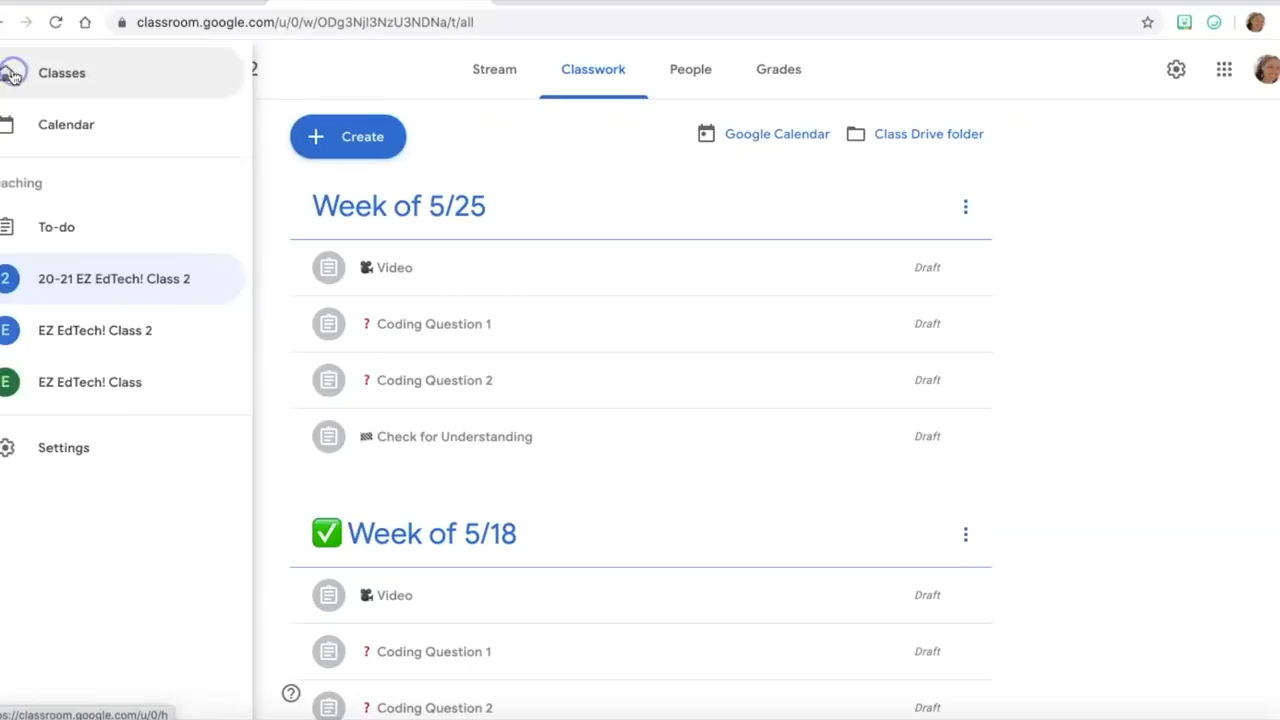 classroom.google.com/u/0/w/ODg3NjI3NzU3NDNa/t/all
Classes
2
Stream
Classwork
People
Grades
Calendar
+ Create
Google Calendar
Class Drive folder
aching
To-do
2 20-21 EZ EdTech! Class 2
E EZ EdTech! Class 2
E EZ EdTech! Class
Settings
Week of 5/25
Video Draft
❓ Coding Question 1 Draft
❓ Coding Question 2 Draft
Check for Understanding Draft
✅ Week of 5/18
Video Draft
❓ Coding Question 1 Draft
❓ Coding Question 2 Draft
ps://classroom.google.com/u/0/h